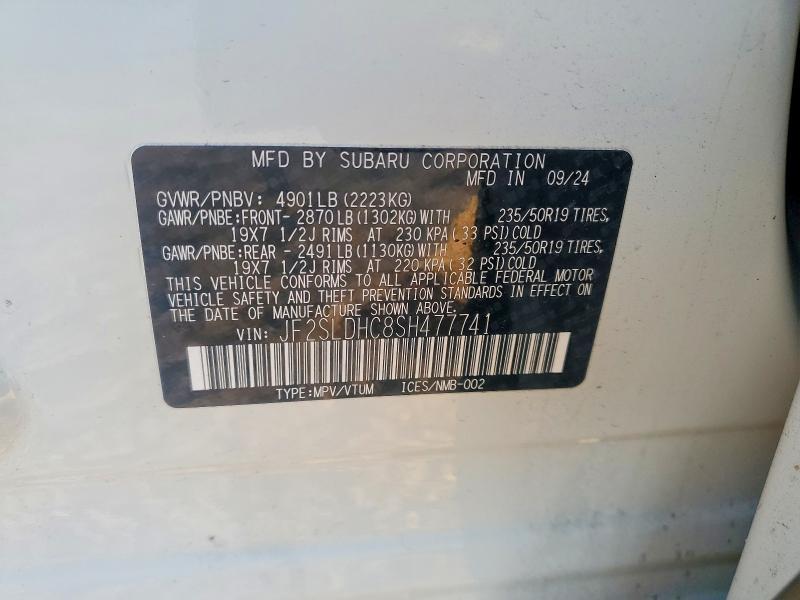 MFD BY SUBARU CORPORATION
MFD IN 09/24
GVWR/PNBV: 4901LB(2223KG)
GAWR/PNBE:FRONT- 2870LB(1302KG)WITH 235/50R19 TIRES,
19X7 1/2J RIMS AT 230 KPA(33 PSI)COLD
GAWR/PNBE:REAR - 2491LB(1130KG)WITH 235/50R19 TIRES,
19X7 1/2J RIMS AT 220 KPA(32 PSI)COLD
THIS VEHICLE CONFORMS TO ALL APPLICABLE FEDERAL MOTOR
VEHICLE SAFETY AND THEFT PREVENTION STANDARDS IN EFFECT ON
THE DATE OF MANUFACTURE SHOWN ABOVE.
VIN: JF2SLDHC8SH477741
TYPE:MPV/VTUM ICES/NMB-002